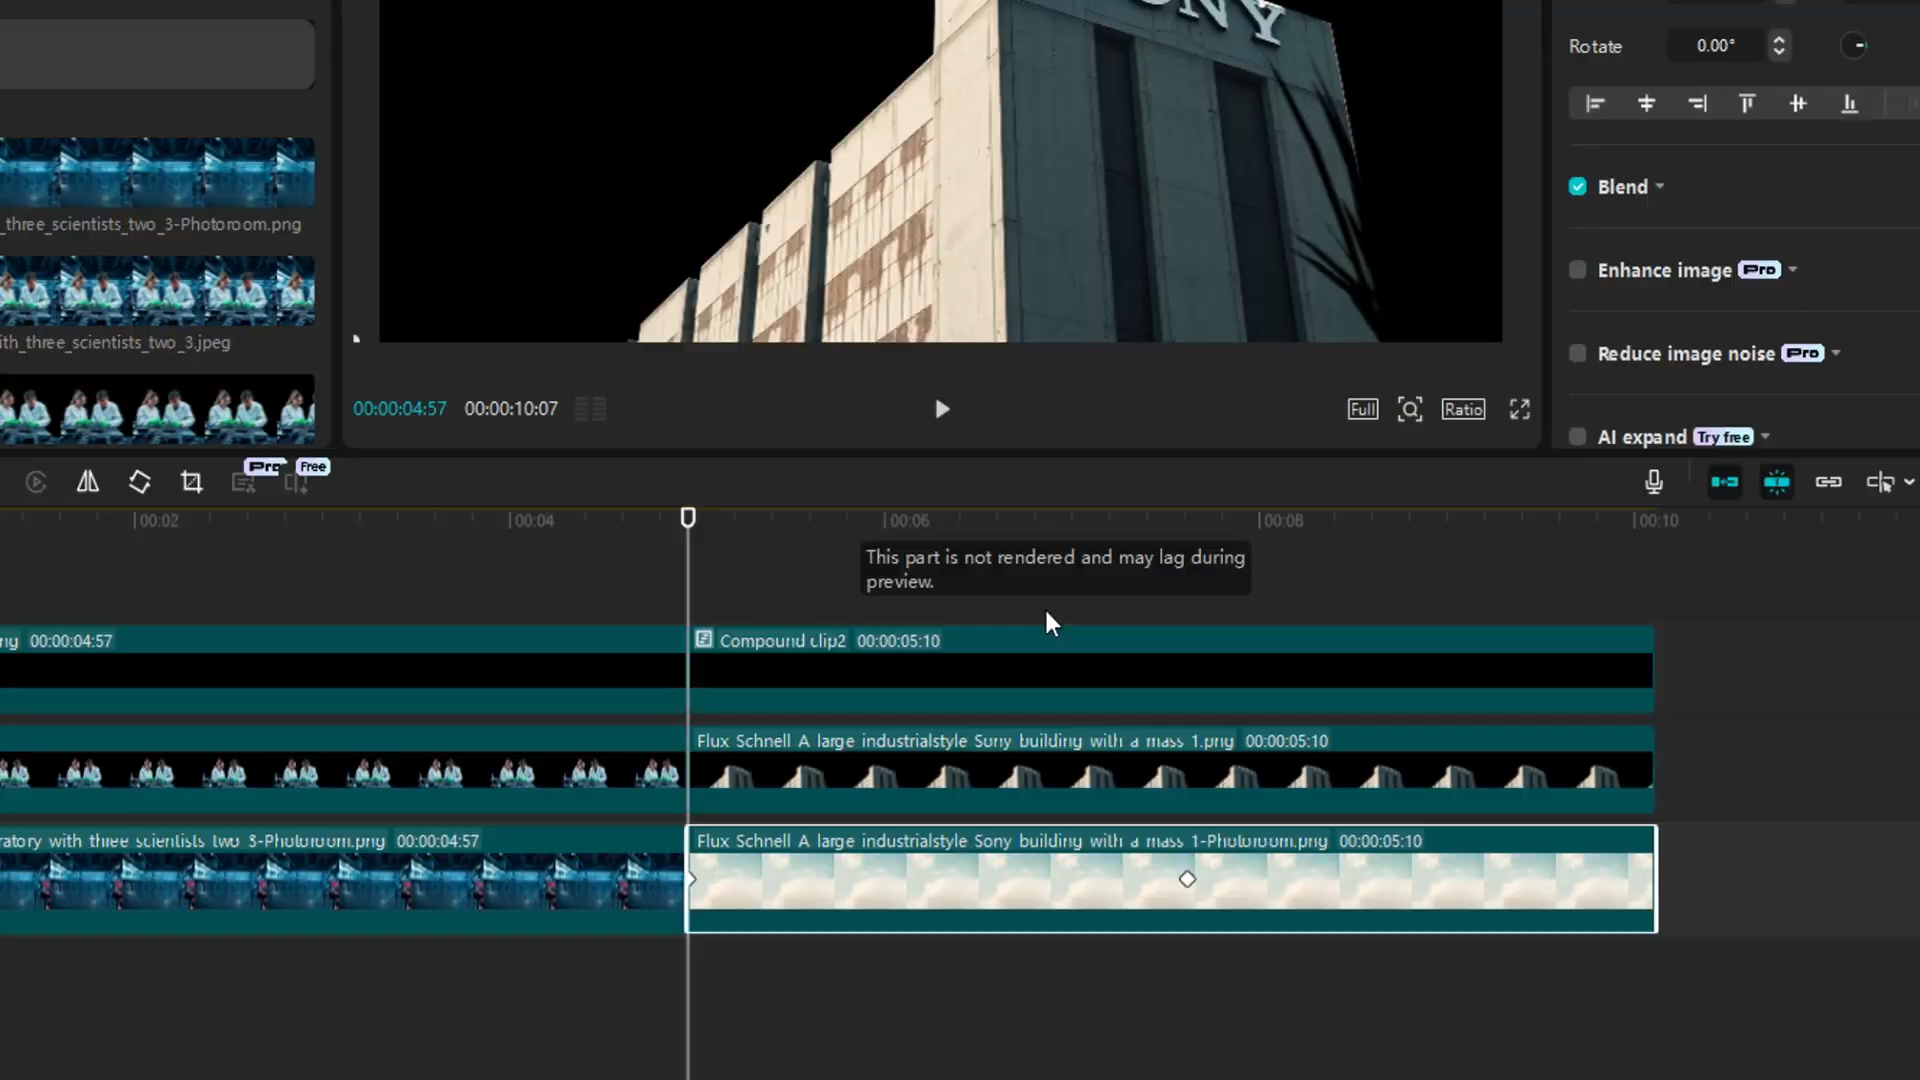 SONY
Rotate
0.00°
Blend
Enhance image Pro
Reduce image noise Pro
AI expand Try free
_three_scientists_two_3-Photoroom.png
ith_three_scientists_two_3.jpeg
00:00:04:57 00:00:10:07
Full
Ratio
Pro Free
00:02 00:04 00:06 00:08 00:10
This part is not rendered and may lag during
preview.
ng 00:00:04:57
Compound clip2 00:00:05:10
Flux Schnell A large industrialstyle Sony building with a mass 1.png 00:00:05:10
ratory with three scientists two 3-Photoroom.png 00:00:04:57
Flux Schnell A large industrialstyle Sony building with a mass 1-Photoroom.png 00:00:05:10